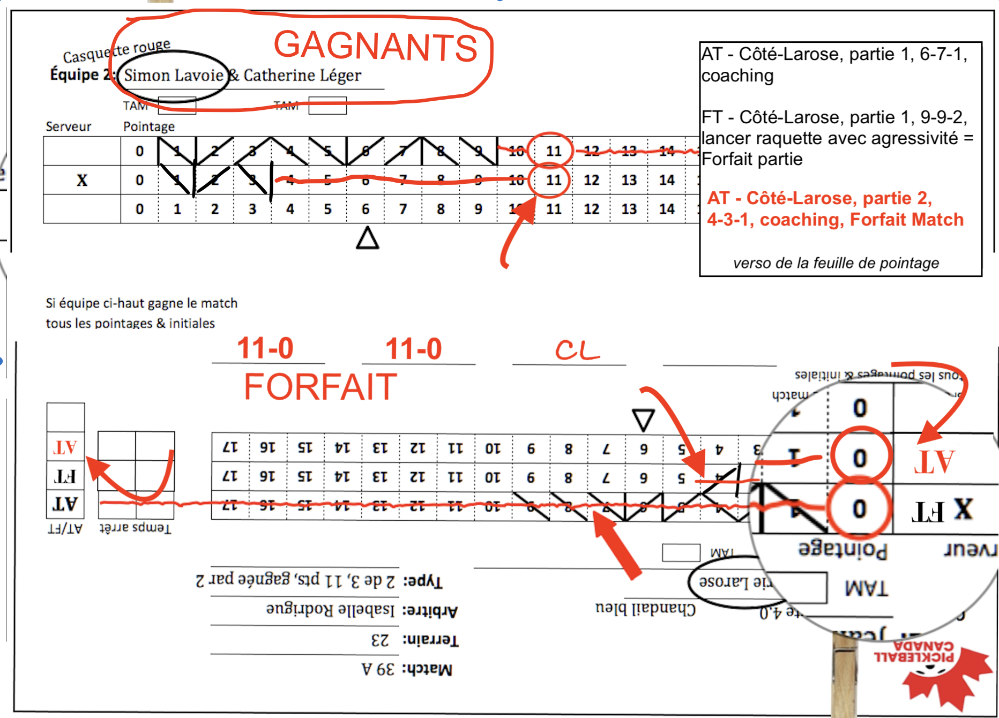 Casquette rouge
GAGNANTS
Équipe 2: Simon Lavoie & Catherine Léger
TAM TAM
Serveur Pointage
0 1 2 3 4 5 6 7 8 9 10 11 12 13 14
X 0 1 2 3 4 5 6 7 8 9 10 11 12 13 14
0 1 2 3 4 5 6 7 8 9 10 11 12 13 14
AT - Côté-Larose, partie 1, 6-7-1,
coaching
FT - Côté-Larose, partie 1, 9-9-2,
lancer raquette avec agressivité =
Forfait partie
AT - Côté-Larose, partie 2,
4-3-1, coaching, Forfait Match
verso de la feuille de pointage
Si équipe ci-haut gagne le match
tous les pointages & initiales
11-0 11-0 CL
FORFAIT
PICKLEBALL
CANADA
Match: 39 A
Terrain: 23
Arbitre: Isabelle Rodrigue
Type: 2 de 3, 11 pts, gagnée par 2
Chandail bleu
4.0
Larose
TAM
TAM
Pointage
AT/FT
Temps arrêt
X FT 0 1 4 5 6 7 8 9 10 11 12 13 14 15 16 17 AT
AT 0 1 4 5 6 7 8 9 10 11 12 13 14 15 16 17 FT
0 1 3 4 5 6 7 8 9 10 11 12 13 14 15 16 17 AT
match
tous les pointages & initiales